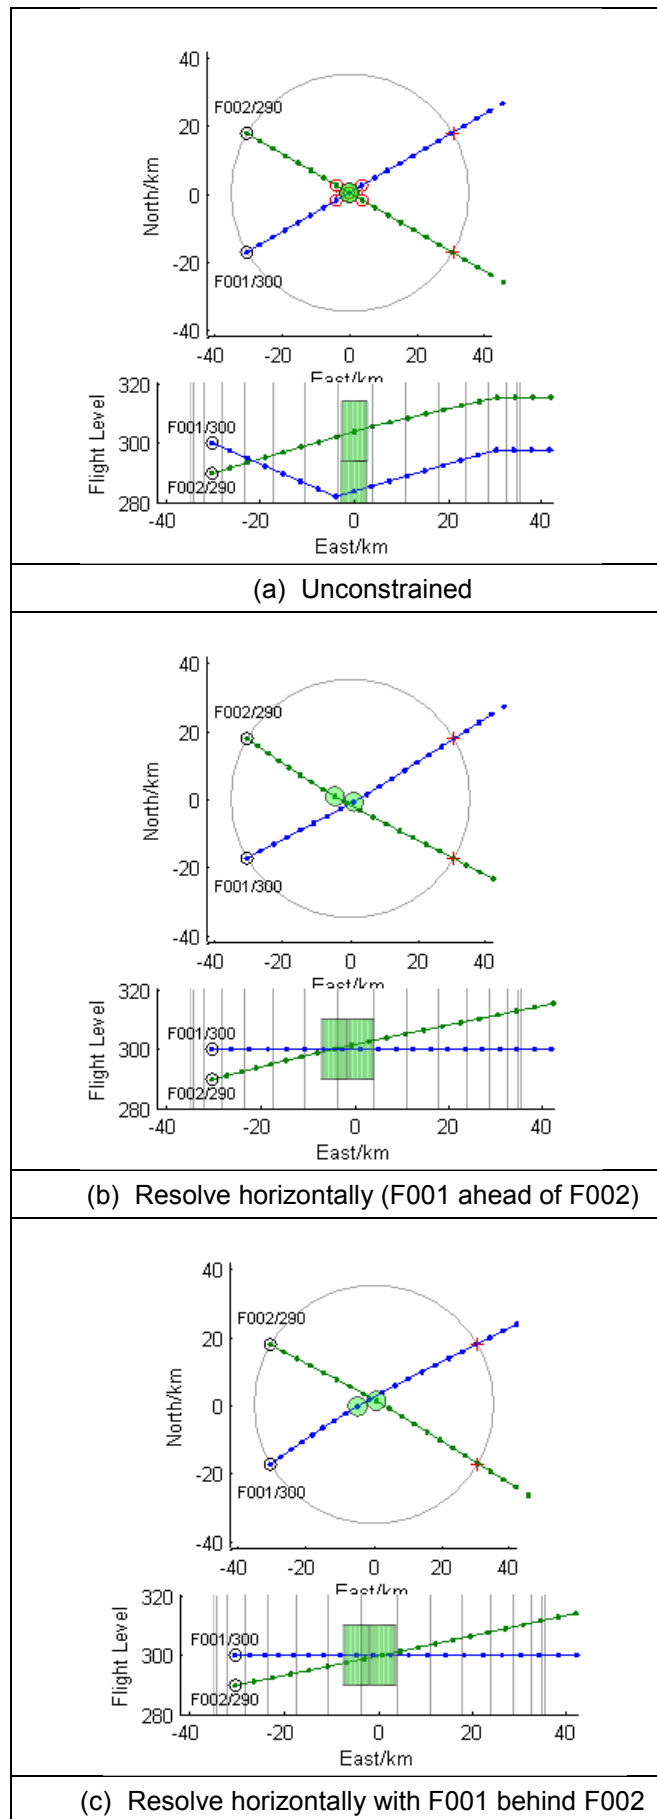 40
F002/290
20
North/km
0
-20
F001/300
-40
-40 -20 0 20 40
East/km
320
F001/300
Flight Level
300
F002/290
280
-40 -20 0 20 40
East/km
(a) Unconstrained
40
F002/290
20
North/km
0
-20
F001/300
-40
-40 -20 0 20 40
East/km
320
F001/300
Flight Level
300
F002/290
280
-40 -20 0 20 40
East/km
(b) Resolve horizontally (F001 ahead of F002)
40
F002/290
20
North/km
0
-20
F001/300
-40
-40 -20 0 20 40
East/km
320
F001/300
Flight Level
300
F002/290
280
-40 -20 0 20 40
East/km
(c) Resolve horizontally with F001 behind F002